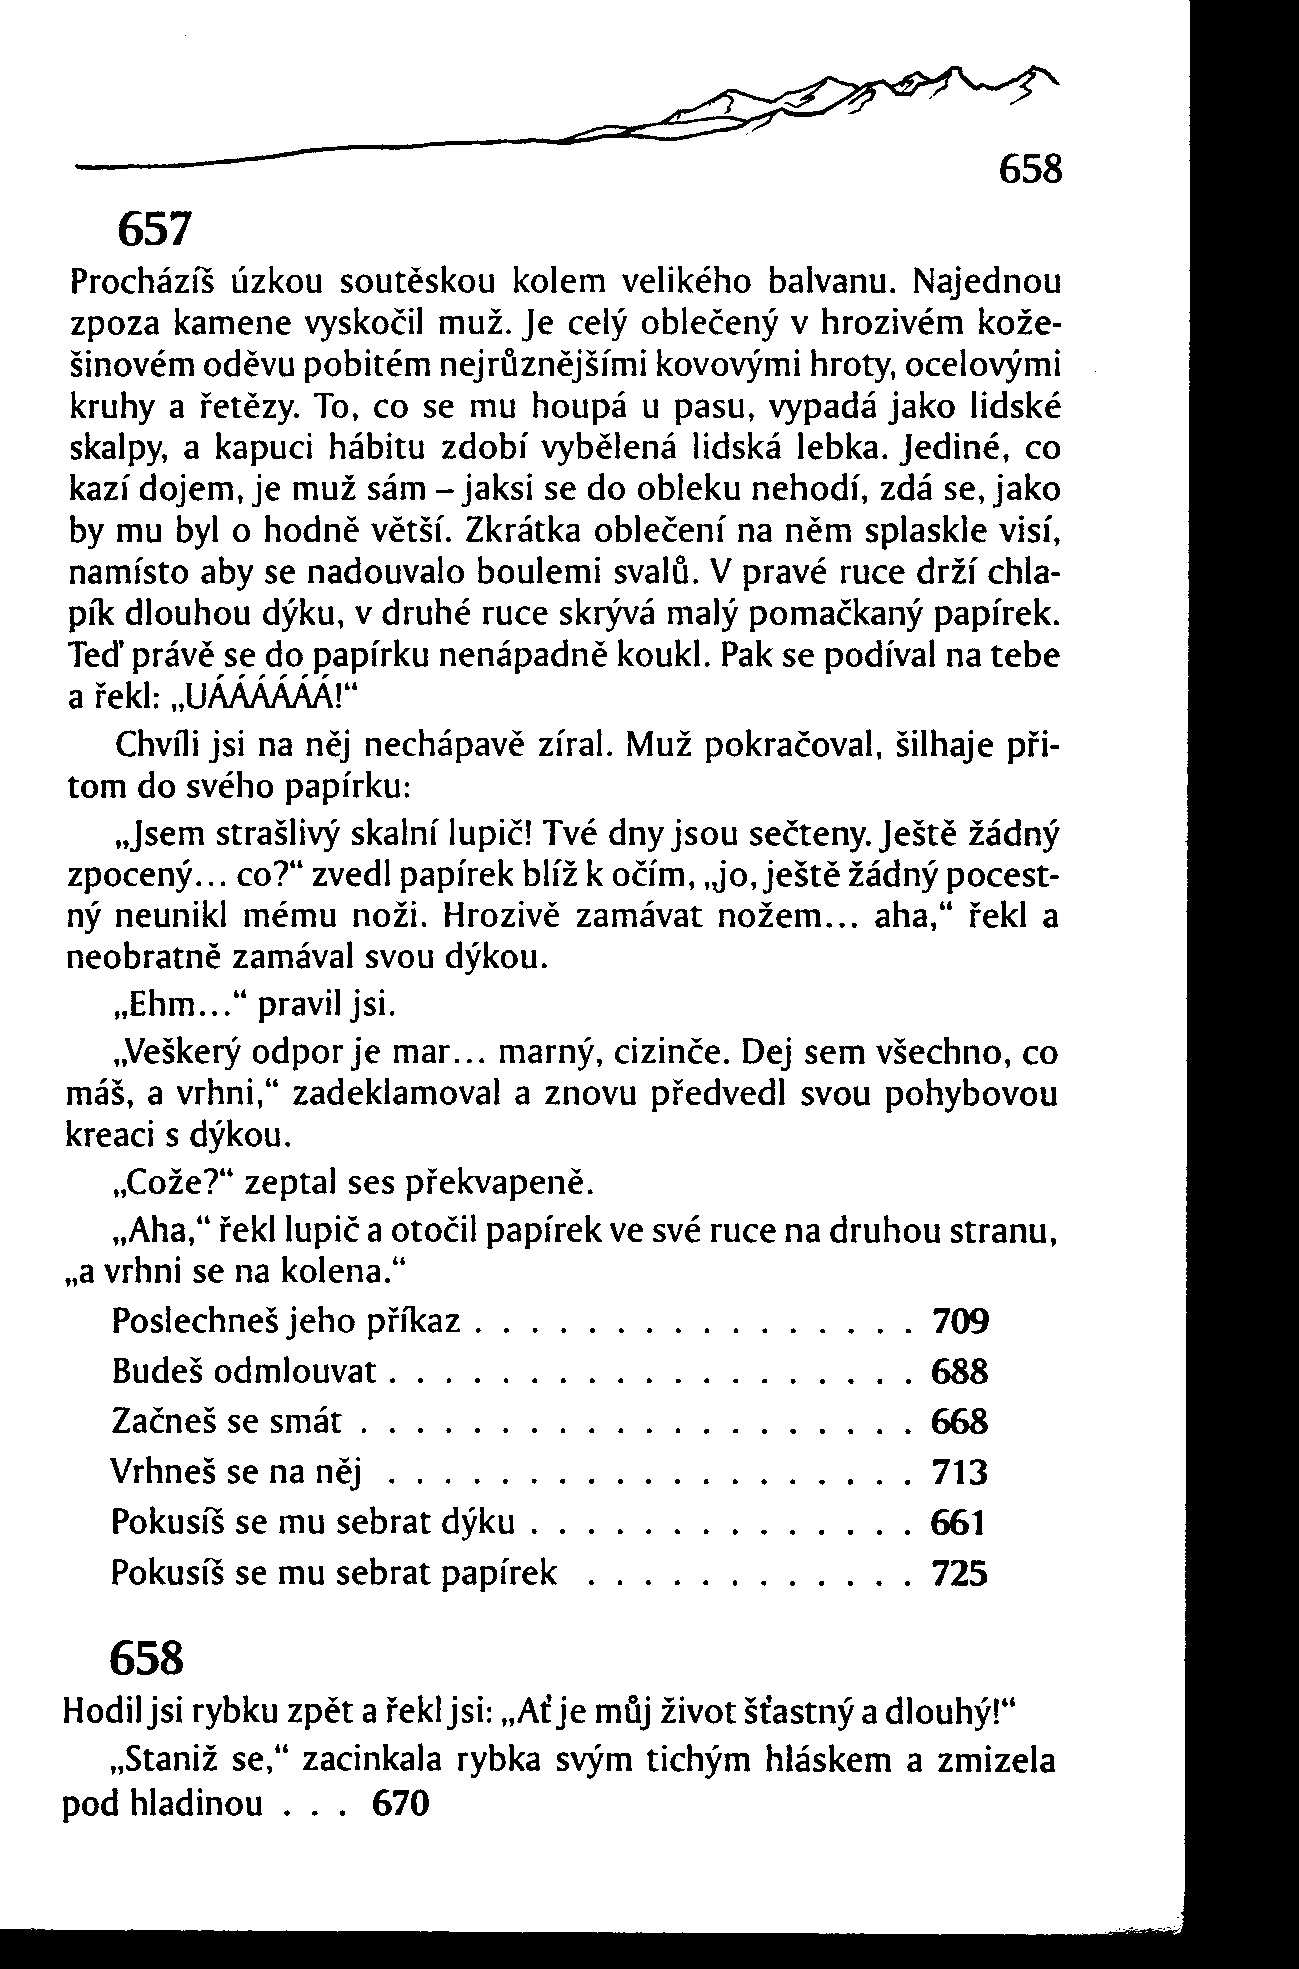 658
657
Procházíš úzkou soutěskou kolem velikého balvanu. Najednou
zpoza kamene vyskočil muž. Je celý oblečený v hrozivém kože-
šinovém oděvu pobitém nejrůznějšími kovovými hroty, ocelovými
kruhy a řetězy. To, co se mu houpá u pasu, vypadá jako lidské
skalpy, a kapuci hábitu zdobí vybělená lidská lebka. Jediné, co
kazí dojem, je muž sám – jaksi se do obleku nehodí, zdá se, jako
by mu byl o hodně větší. Zkrátka oblečení na něm splaskle visí,
namísto aby se nadouvalo boulemi svalů. V pravé ruce drží chla-
pík dlouhou dýku, v druhé ruce skrývá malý pomačkaný papírek.
Teď právě se do papírku nenápadně koukl. Pak se podíval na tebe
a řekl: „UÁÁÁÁÁÁ!“
Chvíli jsi na něj nechápavě zíral. Muž pokračoval, šilhaje při-
tom do svého papírku:
„Jsem strašlivý skalní lupič! Tvé dny jsou sečteny. Ještě žádný
zpocený... co?“ zvedl papírek blíž k očím, „jo, ještě žádný pocest-
ný neunikl mému noži. Hrozivě zamávat nožem... aha,“ řekl a
neobratně zamával svou dýkou.
„Ehm...“ pravil jsi.
„Veškerý odpor je mar... marný, cizinče. Dej sem všechno, co
máš, a vrhni,“ zadeklamoval a znovu předvedl svou pohybovou
kreaci s dýkou.
„Cože?“ zeptal ses překvapeně.
„Aha,“ řekl lupič a otočil papírek ve své ruce na druhou stranu,
„a vrhni se na kolena.“
Poslechneš jeho příkaz . . . . . . . . . . . . . . . . 709
Budeš odmlouvat . . . . . . . . . . . . . . . . . . . 688
Začneš se smát . . . . . . . . . . . . . . . . . . . . 668
Vrhneš se na něj . . . . . . . . . . . . . . . . . . . 713
Pokusíš se mu sebrat dýku . . . . . . . . . . . . . . 661
Pokusíš se mu sebrat papírek . . . . . . . . . . . . 725
658
Hodil jsi rybku zpět a řekl jsi: „Ať je můj život šťastný a dlouhý!“
„Staniž se,“ zacinkala rybka svým tichým hláskem a zmizela
pod hladinou . . . 670